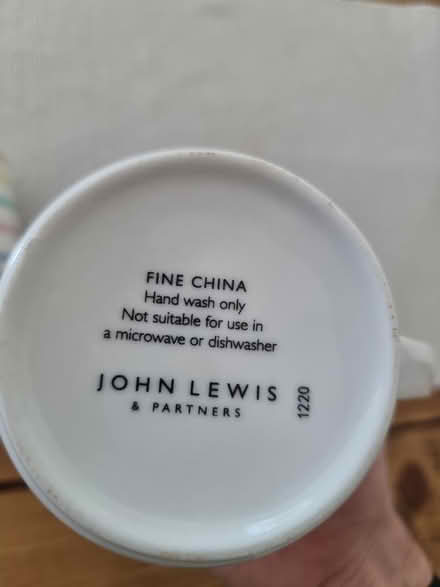 FINE CHINA
Hand wash only
Not suitable for use in
a microwave or dishwasher
JOHN LEWIS
& PARTNERS
1220